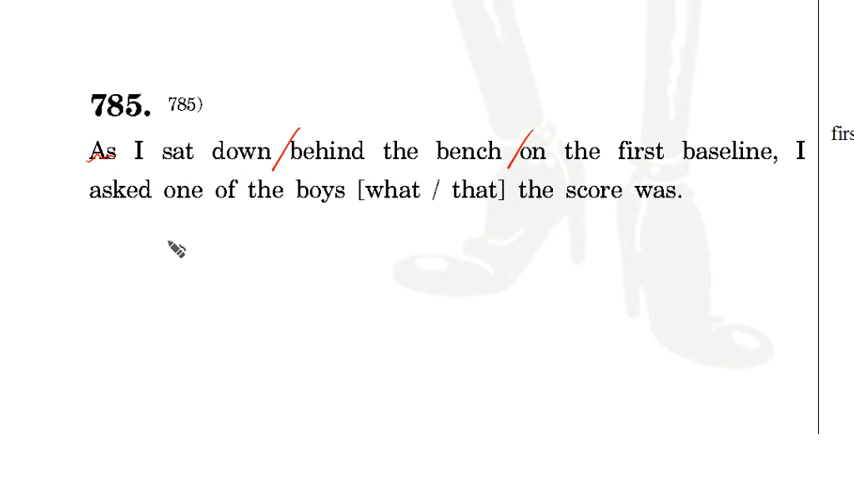 785. 785)
As I sat down behind the bench on the first baseline, I
asked one of the boys [what / that] the score was.